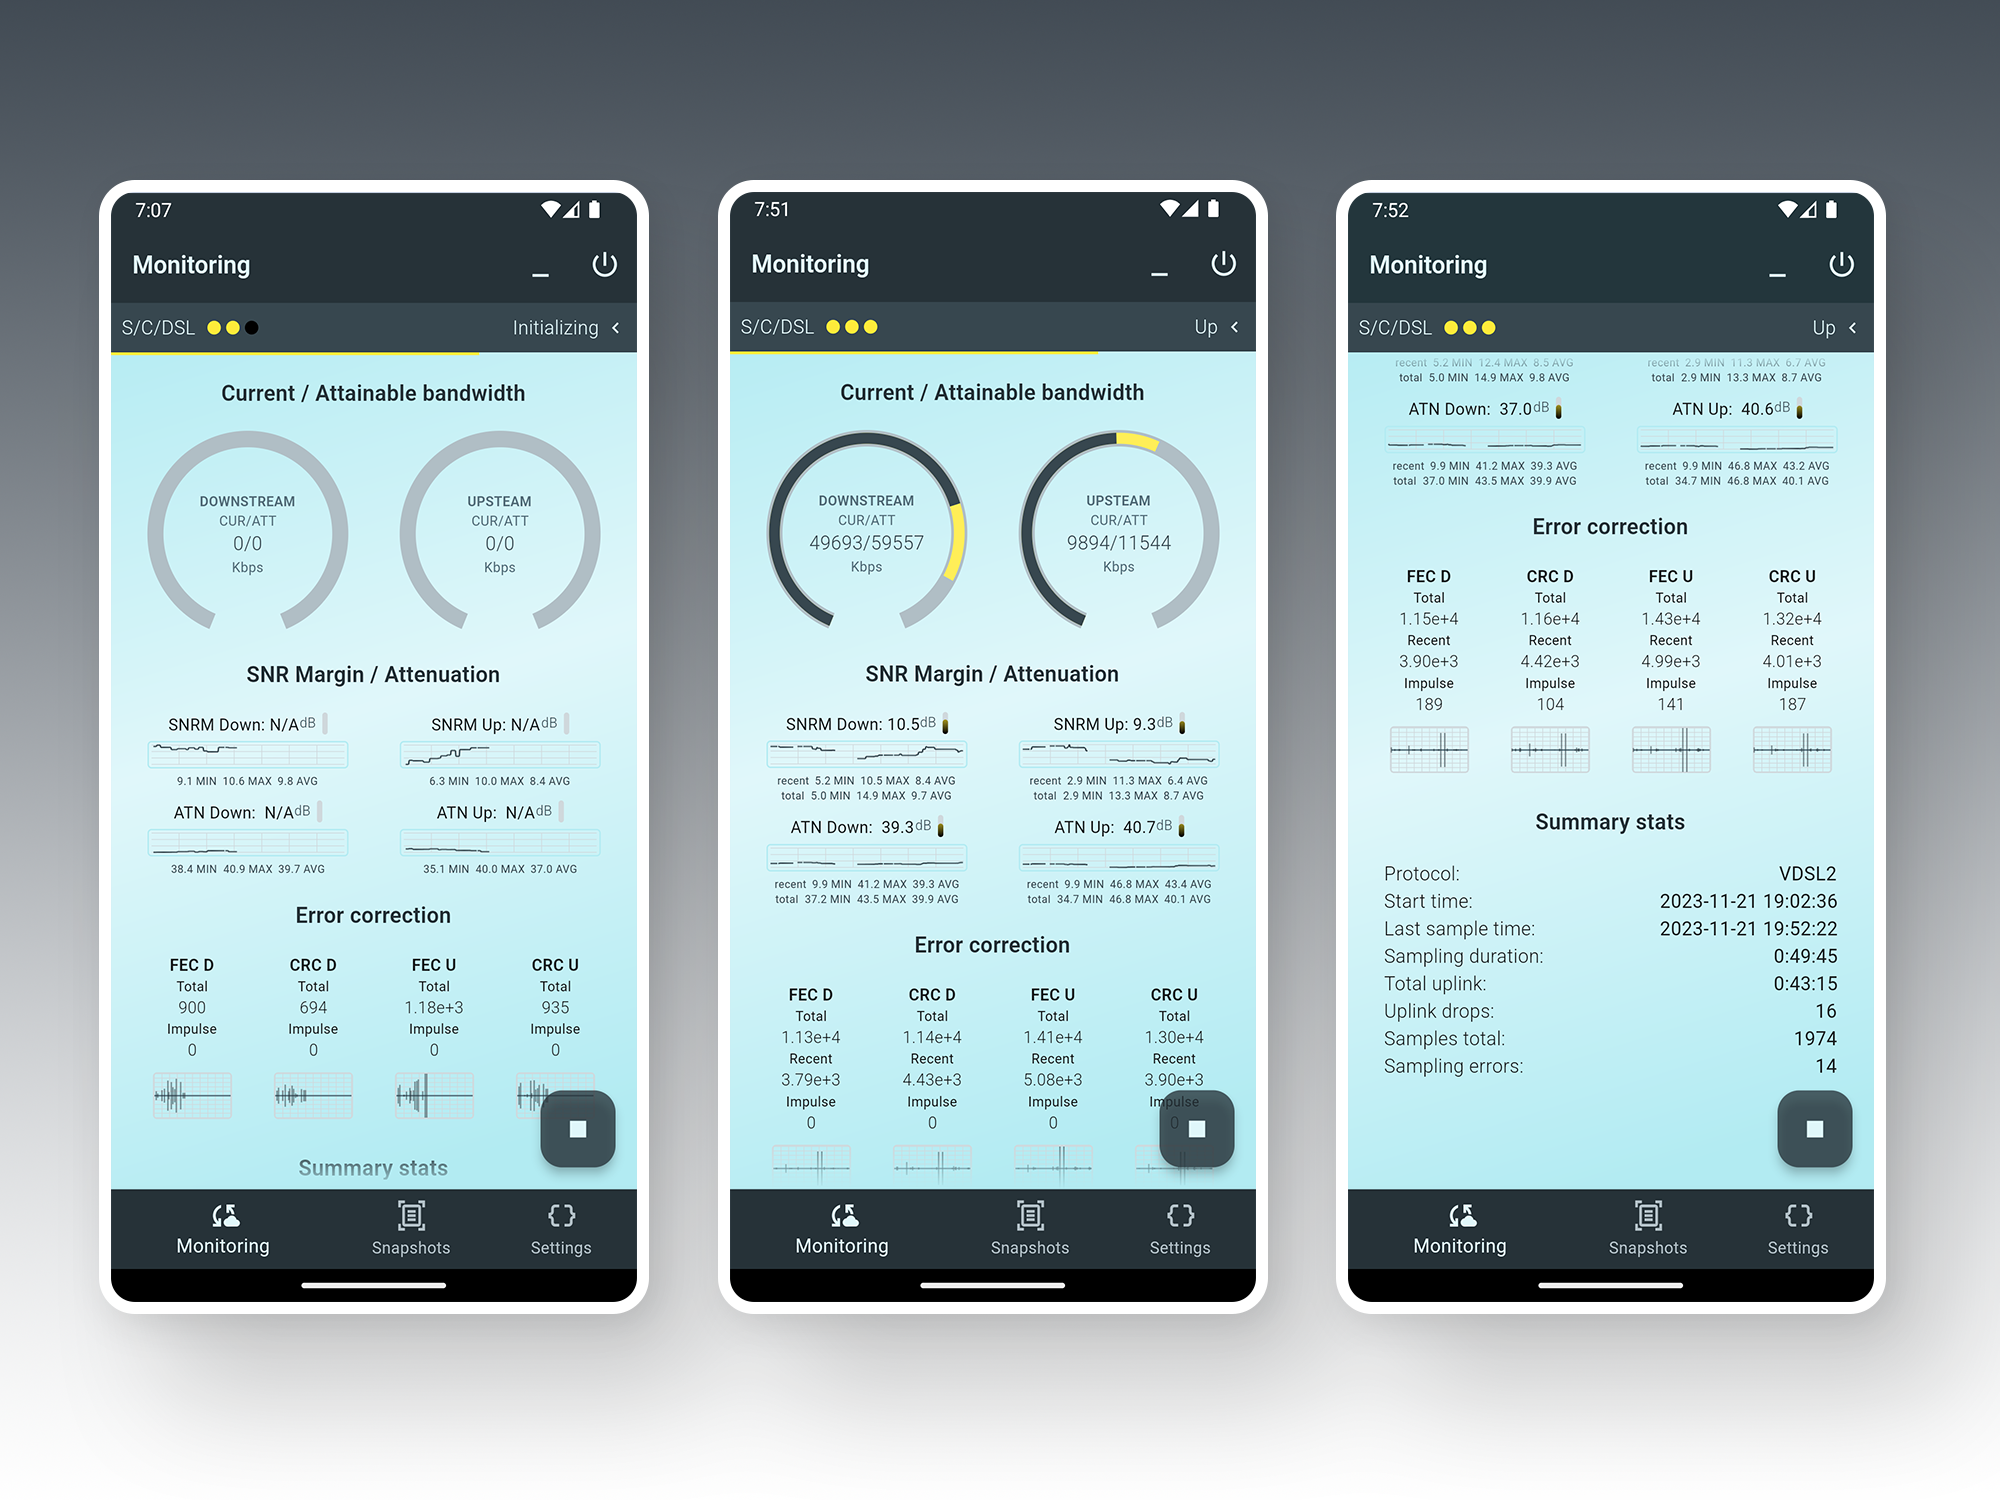 7:07
Monitoring
S/C/DSL Initializing
Current / Attainable bandwidth
DOWNSTREAM UPSTEAM
CUR/ATT CUR/ATT
0/0 0/0
Kbps Kbps
SNR Margin / Attenuation
SNRM Down: N/AdB SNRM Up: N/AdB
9.1 MIN 10.6 MAX 9.8 AVG 6.3 MIN 10.0 MAX 8.4 AVG
ATN Down: N/AdB ATN Up: N/AdB
38.4 MIN 40.9 MAX 39.7 AVG 35.1 MIN 40.0 MAX 37.0 AVG
Error correction
FEC D CRC D FEC U CRC U
Total Total Total Total
900 694 1.18e+3 935
Impulse Impulse Impulse Impulse
0 0 0 0
Summary stats
Monitoring Snapshots Settings
7:51
Monitoring
S/C/DSL Up
Current / Attainable bandwidth
DOWNSTREAM UPSTEAM
CUR/ATT CUR/ATT
49693/59557 9894/11544
Kbps Kbps
SNR Margin / Attenuation
SNRM Down: 10.5dB SNRM Up: 9.3dB
recent 5.2 MIN 10.5 MAX 8.4 AVG recent 2.9 MIN 11.3 MAX 6.4 AVG
total 5.0 MIN 14.9 MAX 9.7 AVG total 2.9 MIN 13.3 MAX 8.7 AVG
ATN Down: 39.3dB ATN Up: 40.7dB
recent 9.9 MIN 41.2 MAX 39.3 AVG recent 9.9 MIN 46.8 MAX 43.4 AVG
total 37.2 MIN 43.5 MAX 39.9 AVG total 34.7 MIN 46.8 MAX 40.1 AVG
Error correction
FEC D CRC D FEC U CRC U
Total Total Total Total
1.13e+4 1.14e+4 1.41e+4 1.30e+4
Recent Recent Recent Recent
3.79e+3 4.43e+3 5.08e+3 3.90e+3
Impulse Impulse Impulse Impulse
0 0 0 0
Monitoring Snapshots Settings
7:52
Monitoring
S/C/DSL Up
recent 5.2 MIN 12.4 MAX 8.5 AVG recent 2.9 MIN 11.3 MAX 6.7 AVG
total 5.0 MIN 14.9 MAX 9.8 AVG total 2.9 MIN 13.3 MAX 8.7 AVG
ATN Down: 37.0dB ATN Up: 40.6dB
recent 9.9 MIN 41.2 MAX 39.3 AVG recent 9.9 MIN 46.8 MAX 43.2 AVG
total 37.0 MIN 43.5 MAX 39.9 AVG total 34.7 MIN 46.8 MAX 40.1 AVG
Error correction
FEC D CRC D FEC U CRC U
Total Total Total Total
1.15e+4 1.16e+4 1.43e+4 1.32e+4
Recent Recent Recent Recent
3.90e+3 4.42e+3 4.99e+3 4.01e+3
Impulse Impulse Impulse Impulse
189 104 141 187
Summary stats
Protocol: VDSL2
Start time: 2023-11-21 19:02:36
Last sample time: 2023-11-21 19:52:22
Sampling duration: 0:49:45
Total uplink: 0:43:15
Uplink drops: 16
Samples total: 1974
Sampling errors: 14
Monitoring Snapshots Settings